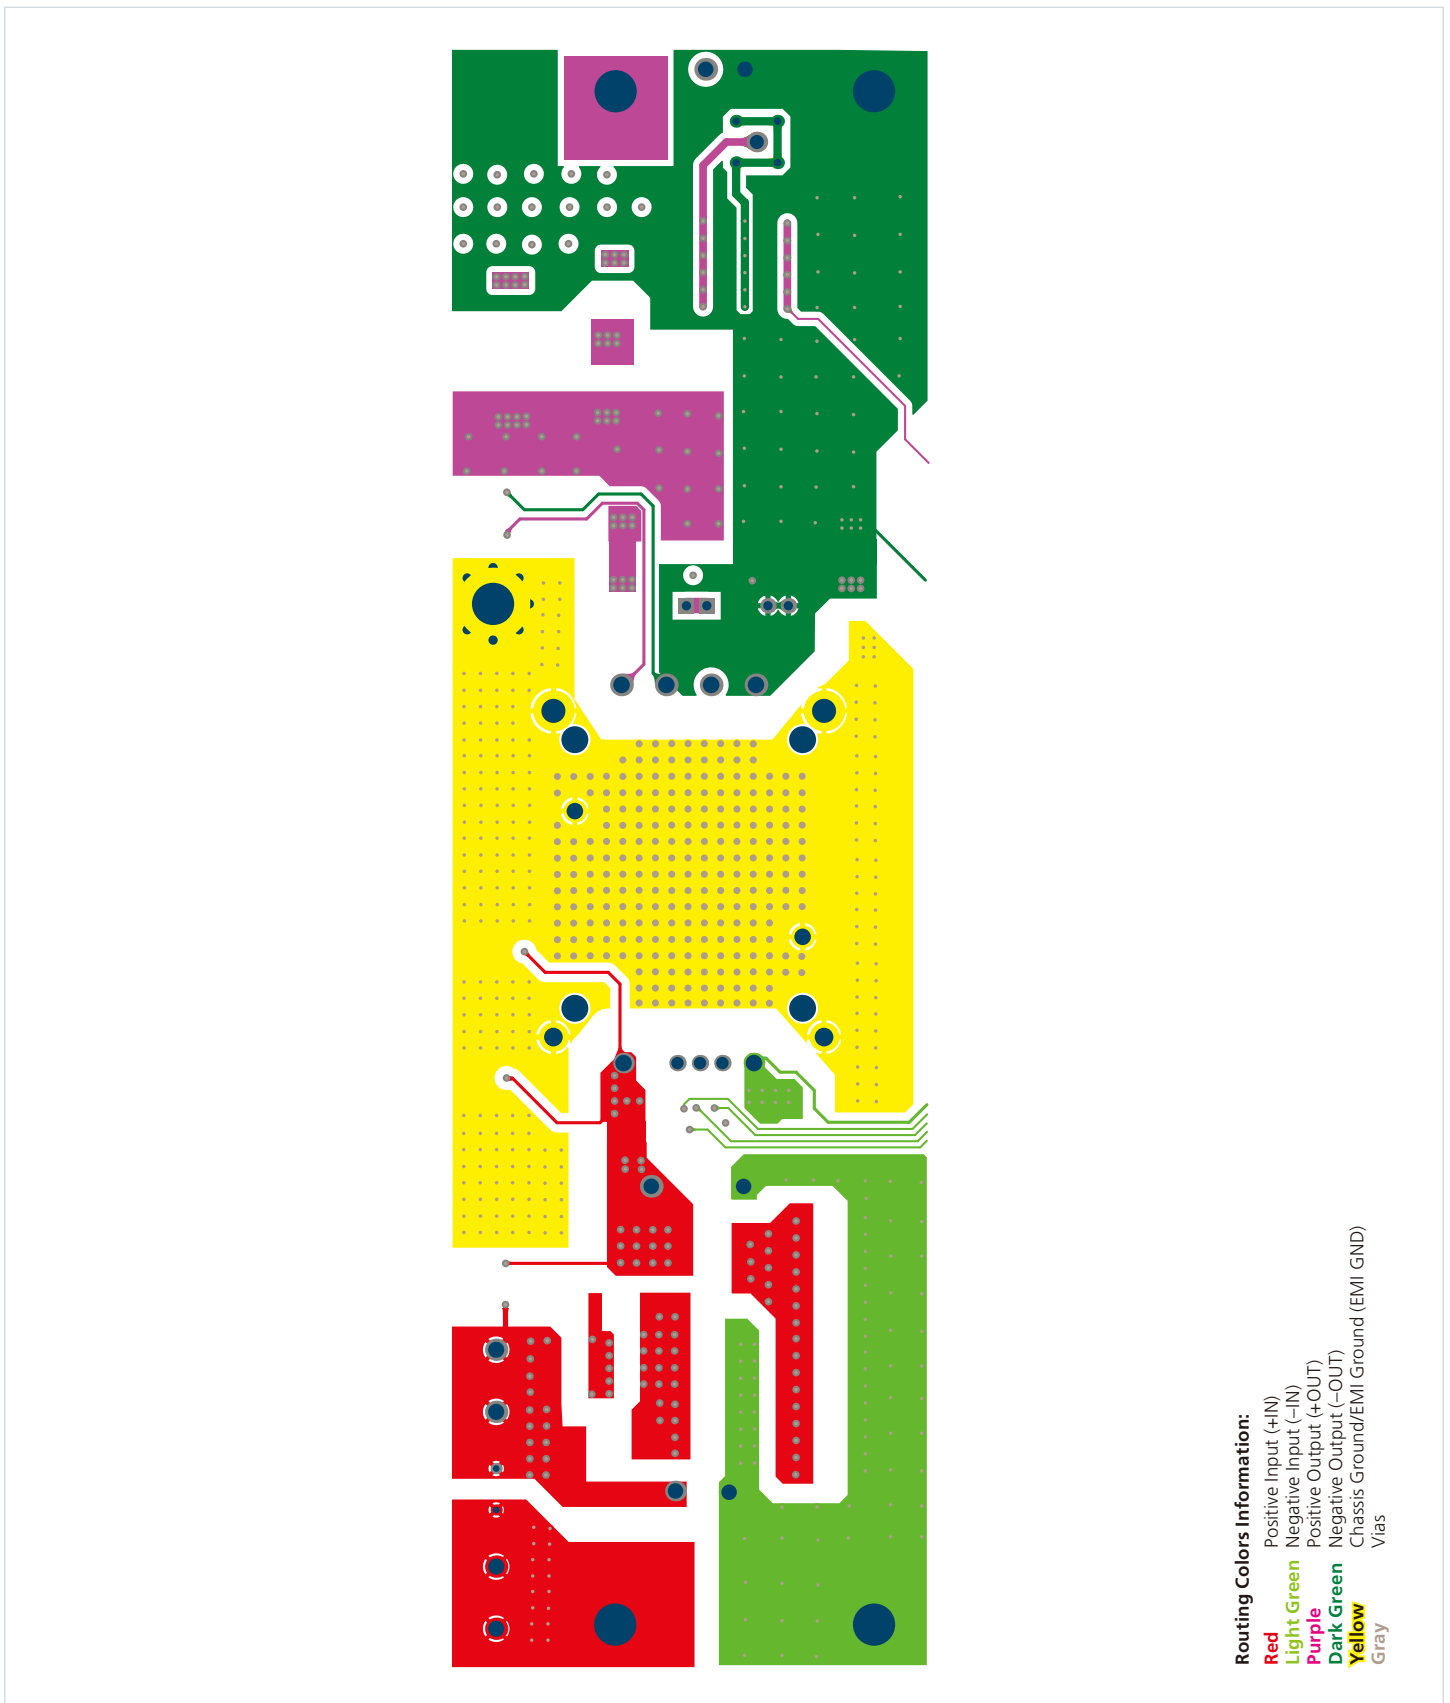 Routing Colors Information:
Red Positive Input (+IN)
Light Green Negative Input (–IN)
Purple Positive Output (+OUT)
Dark Green Negative Output (–OUT)
Yellow Chassis Ground/EMI Ground (EMI GND)
Gray Vias